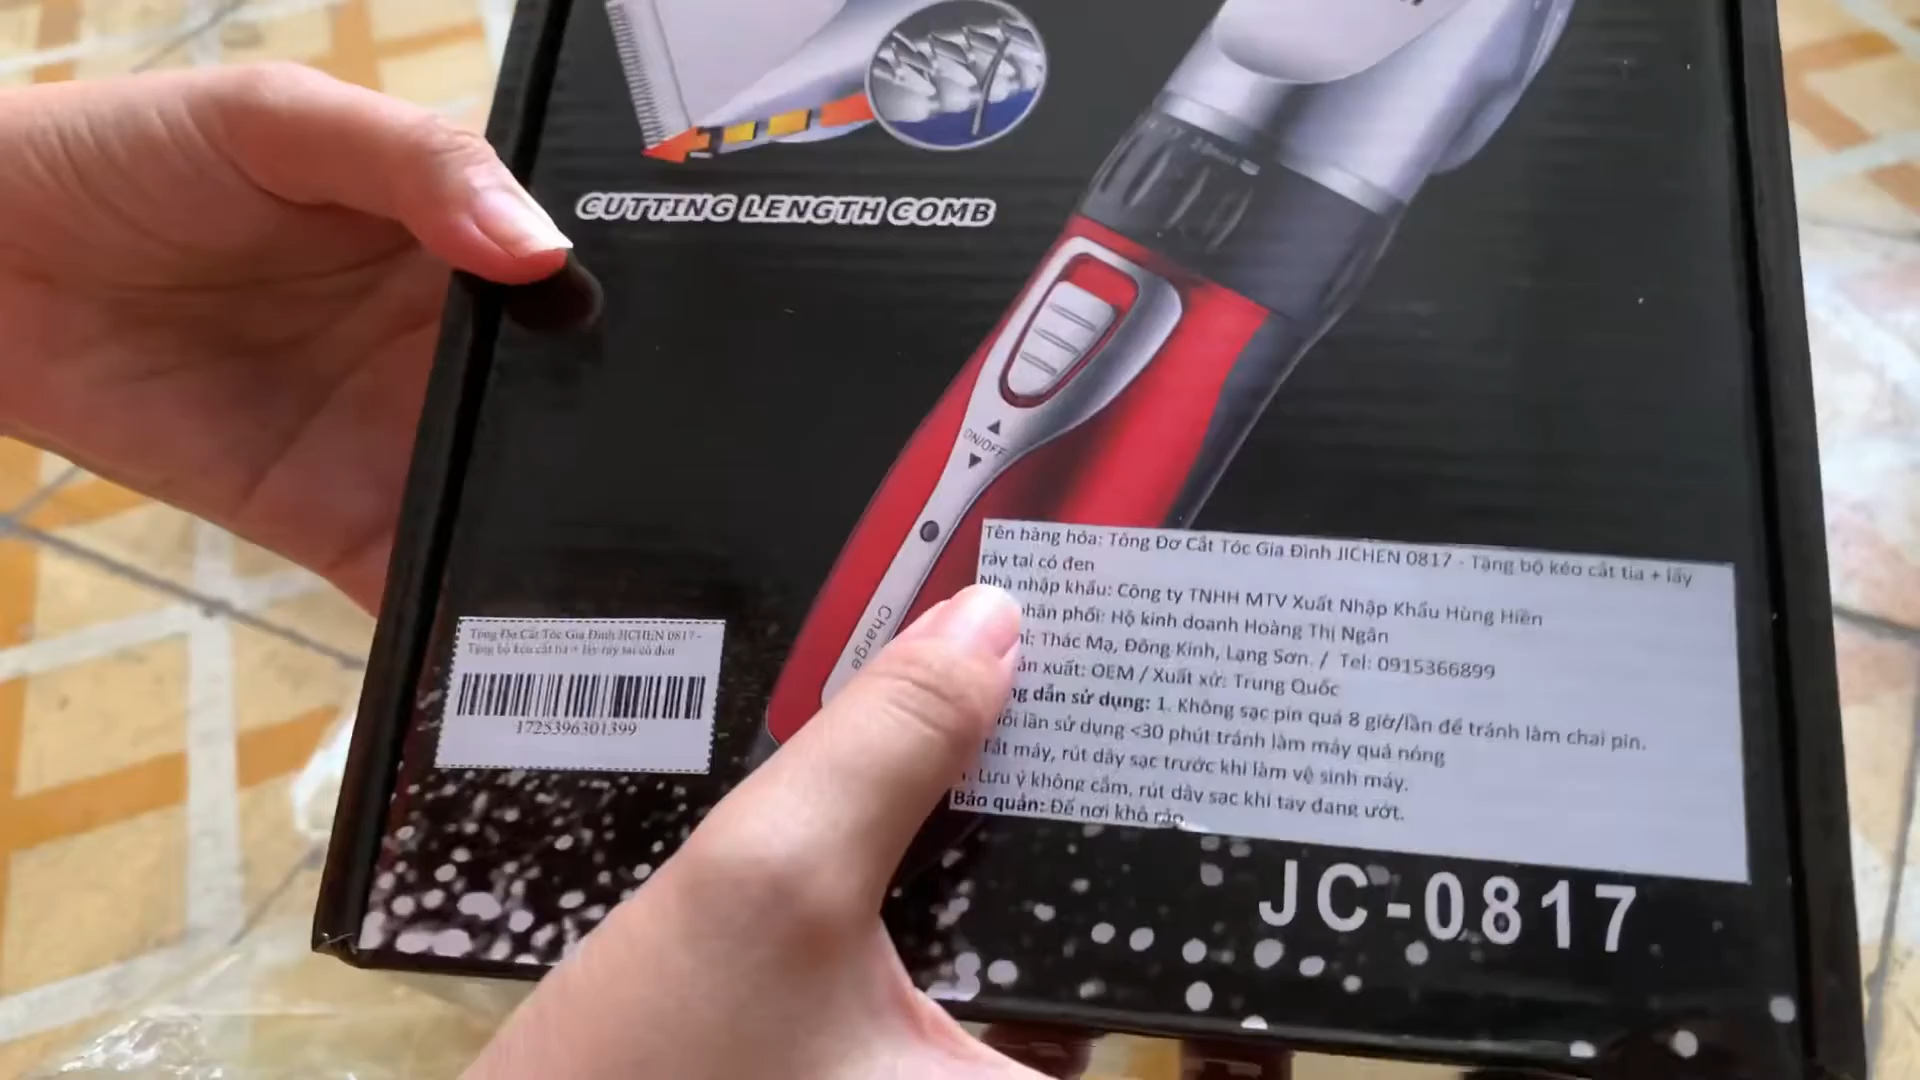 CUTTING LENGTH COMB
ON/OFF
Charge
Tên hàng hóa: Tông Đơ Cắt Tóc Gia Đình JICHEN 0817 - Tặng bộ kéo cắt tỉa + lấy
ráy tai có đen
Nhà nhập khẩu: Công ty TNHH MTV Xuất Nhập Khẩu Hùng Hiền
phân phối: Hộ kinh doanh Hoàng Thị Ngân
Thác Mạ, Đồng Kinh, Lạng Sơn. / Tel: 0915366899
xuất: OEM / Xuất xứ: Trung Quốc
dẫn sử dụng: 1. Không sạc pin quá 8 giờ/lần để tránh làm chai pin.
lần sử dụng <30 phút tránh làm máy quá nóng
Tắt máy, rút dây sạc trước khi làm vệ sinh máy.
Lưu ý không cắm, rút dây sạc khi tay đang ướt.
Bảo quản: Để nơi khô ráo.
Tông Đơ Cắt Tóc Gia Đình JICHEN 0817 -
Tặng bộ kéo cắt tỉa + lấy ráy tai có đen
1725396301399
JC-0817